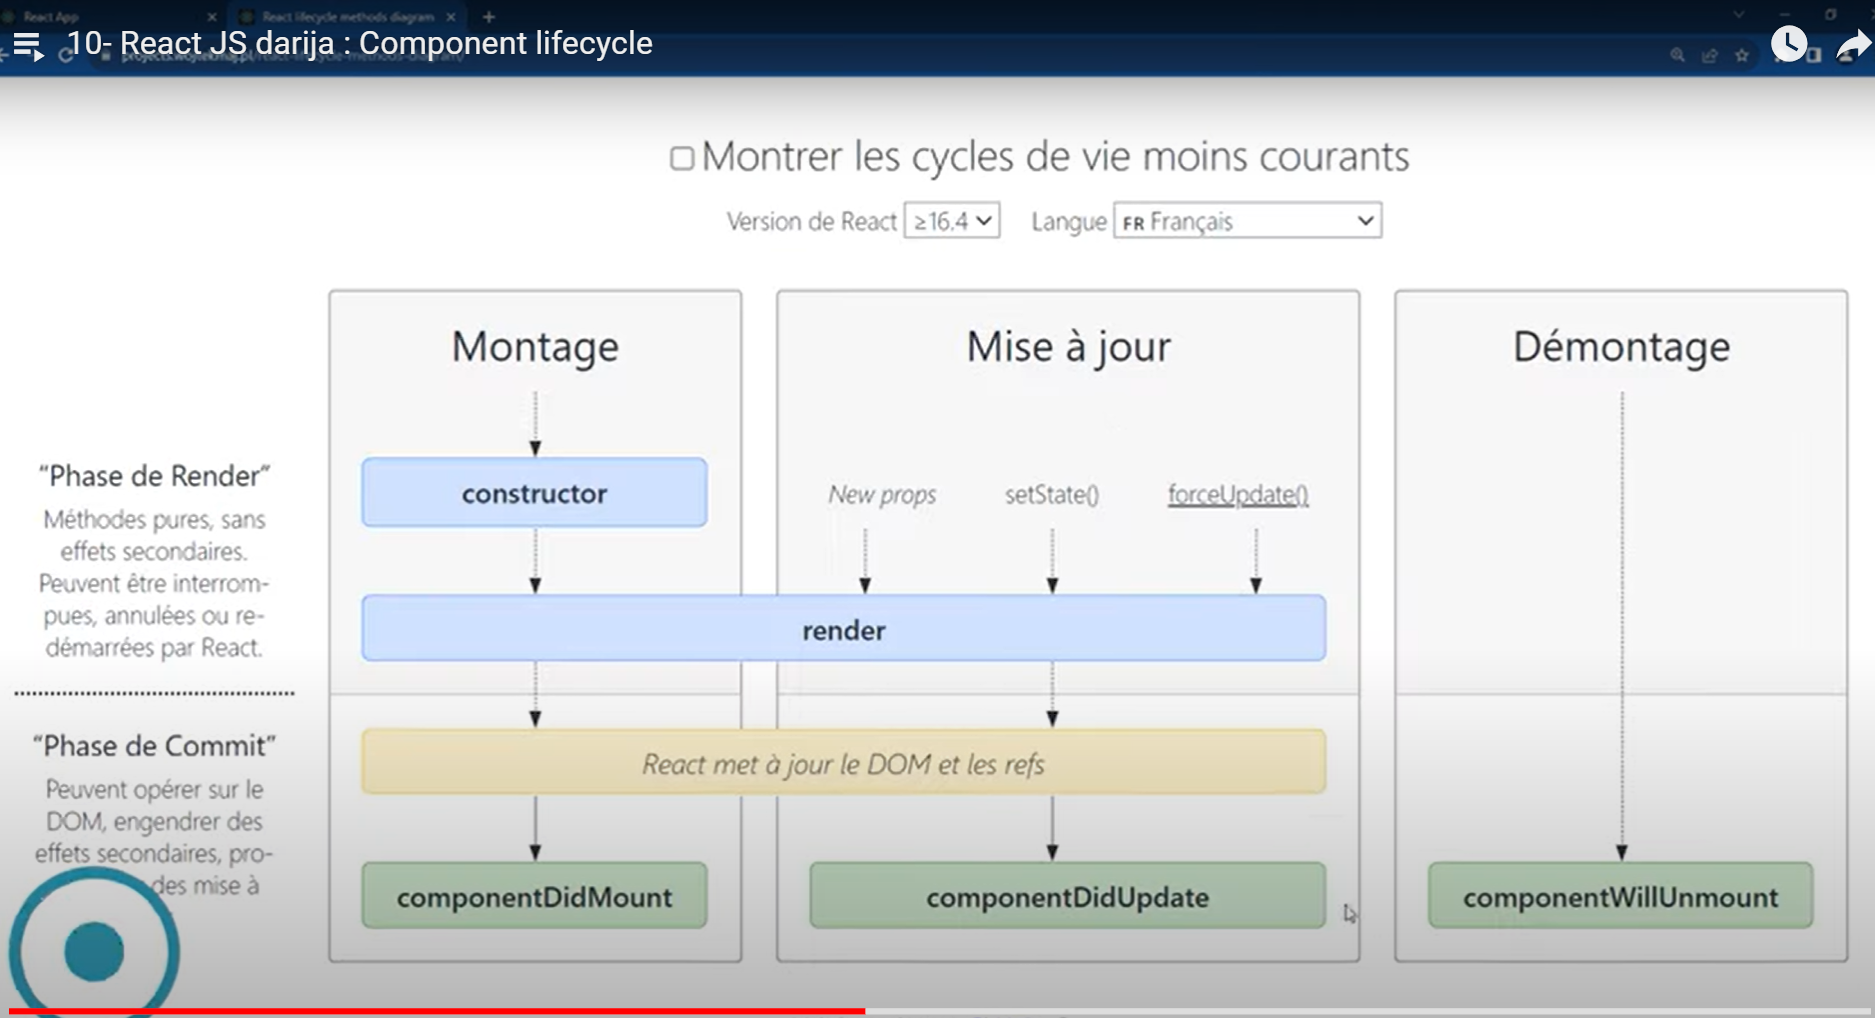 React App
React lifecycle methods diagram
10- React JS darija : Component lifecycle
Montrer les cycles de vie moins courants
Version de React ≥16.4 Langue FR Français
Montage
Mise à jour
Démontage
“Phase de Render”
Méthodes pures, sans
effets secondaires.
Peuvent être interrom-
pues, annulées ou re-
démarrées par React.
constructor
New props
setState()
forceUpdate()
render
“Phase de Commit”
Peuvent opérer sur le
DOM, engendrer des
effets secondaires, pro-
des mise à
React met à jour le DOM et les refs
componentDidMount
componentDidUpdate
componentWillUnmount